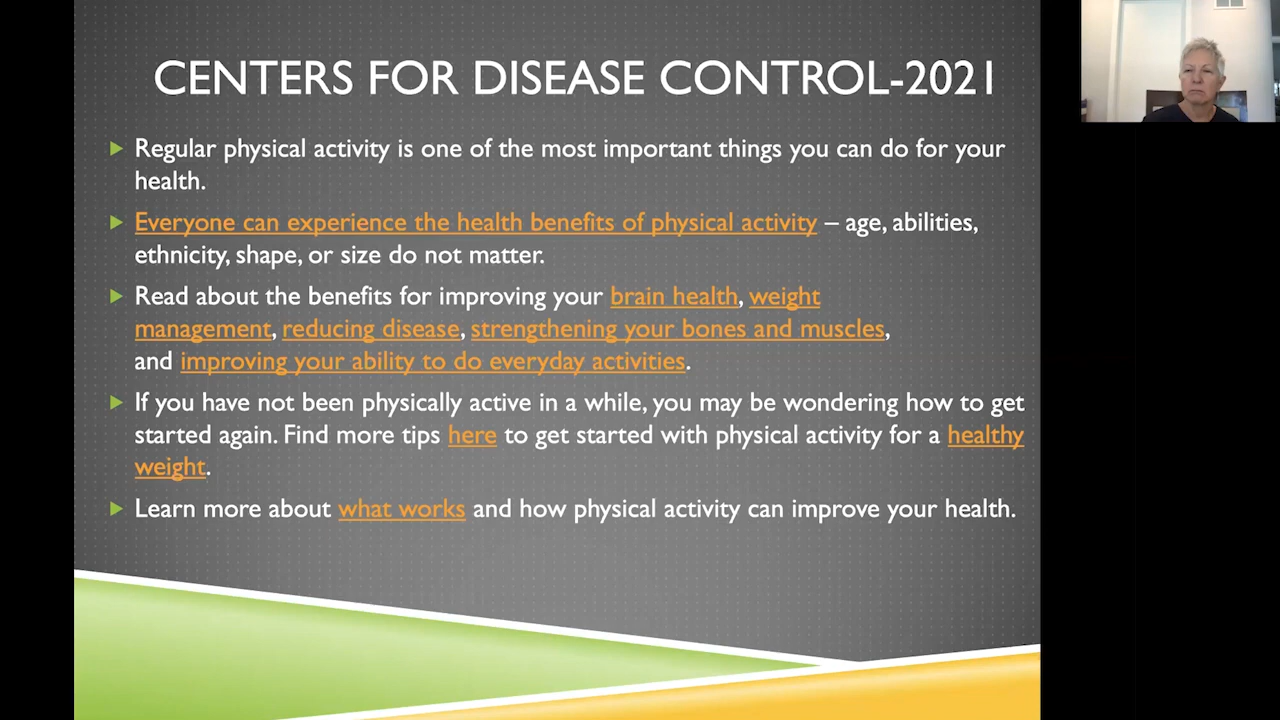 CENTERS FOR DISEASE CONTROL-2021
Regular physical activity is one of the most important things you can do for your
health.
Everyone can experience the health benefits of physical activity – age, abilities,
ethnicity, shape, or size do not matter.
Read about the benefits for improving your brain health, weight
management, reducing disease, strengthening your bones and muscles,
and improving your ability to do everyday activities.
If you have not been physically active in a while, you may be wondering how to get
started again. Find more tips here to get started with physical activity for a healthy
weight.
Learn more about what works and how physical activity can improve your health.